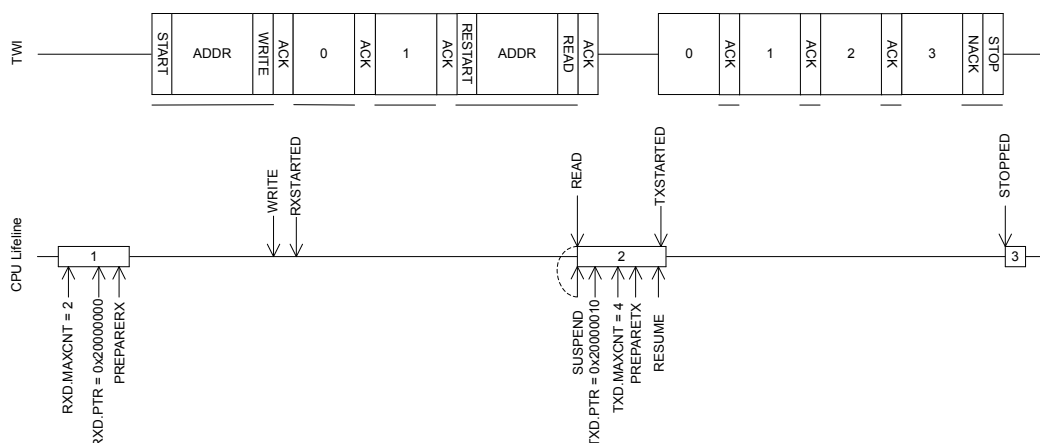 TWI
START
ADDR
WRITE
ACK
0
ACK
1
ACK
RESTART
ADDR
READ
ACK
0
ACK
1
ACK
2
ACK
3
NACK
STOP
CPU Lifeline
WRITE
RXSTARTED
READ
TXSTARTED
STOPPED
1
2
3
RXD.MAXCNT = 2
RXD.PTR = 0x20000000
PREPARERX
SUSPEND
TXD.PTR = 0x20000010
TXD.MAXCNT = 4
PREPARETX
RESUME